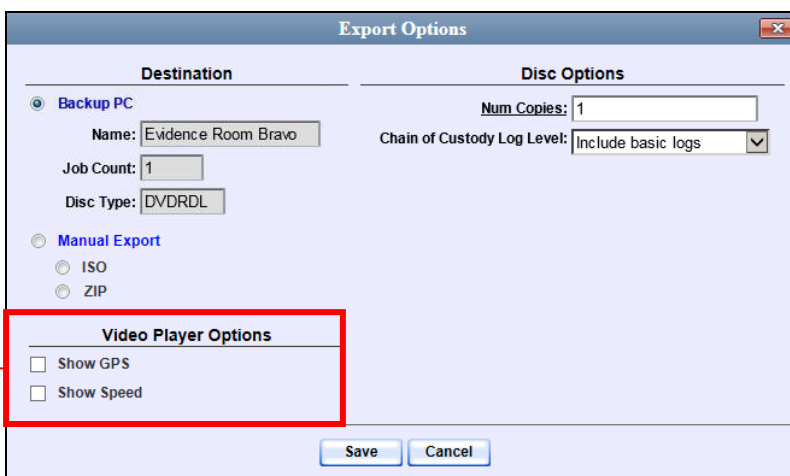 Export Options
Destination
Backup PC
Name: Evidence Room Bravo
Job Count: 1
Disc Type: DVDRDL
Manual Export
ISO
ZIP
Video Player Options
Show GPS
Show Speed
Disc Options
Num Copies: 1
Chain of Custody Log Level: Include basic logs
Save Cancel